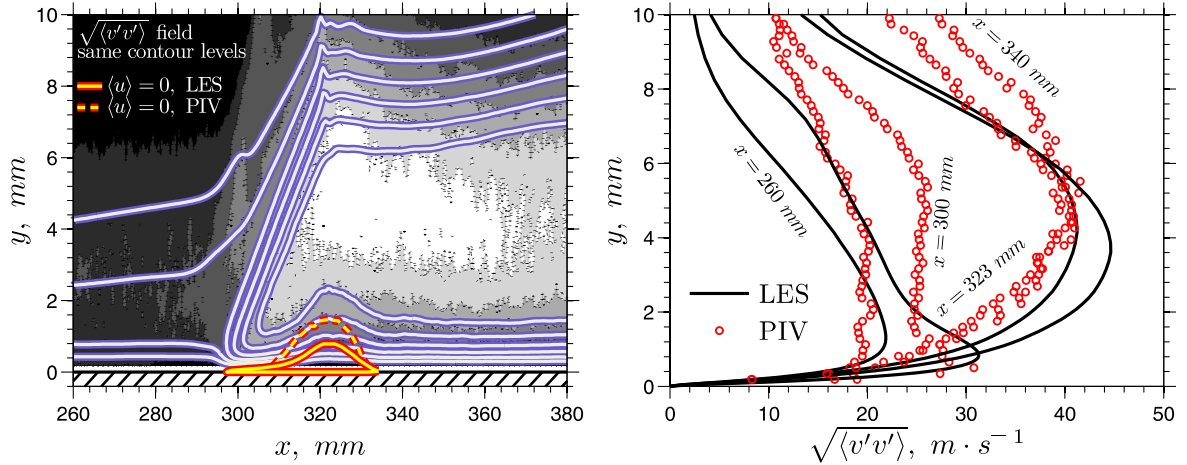 √⟨v′v′⟩ field
same contour levels
⟨u⟩ = 0, LES
⟨u⟩ = 0, PIV
y, mm
0
2
4
6
8
10
260
280
300
320
340
360
380
x, mm
y, mm
0
2
4
6
8
10
x = 340 mm
x = 260 mm
x = 300 mm
x = 323 mm
LES
PIV
0
10
20
30
40
50
√⟨v′v′⟩, m · s⁻¹